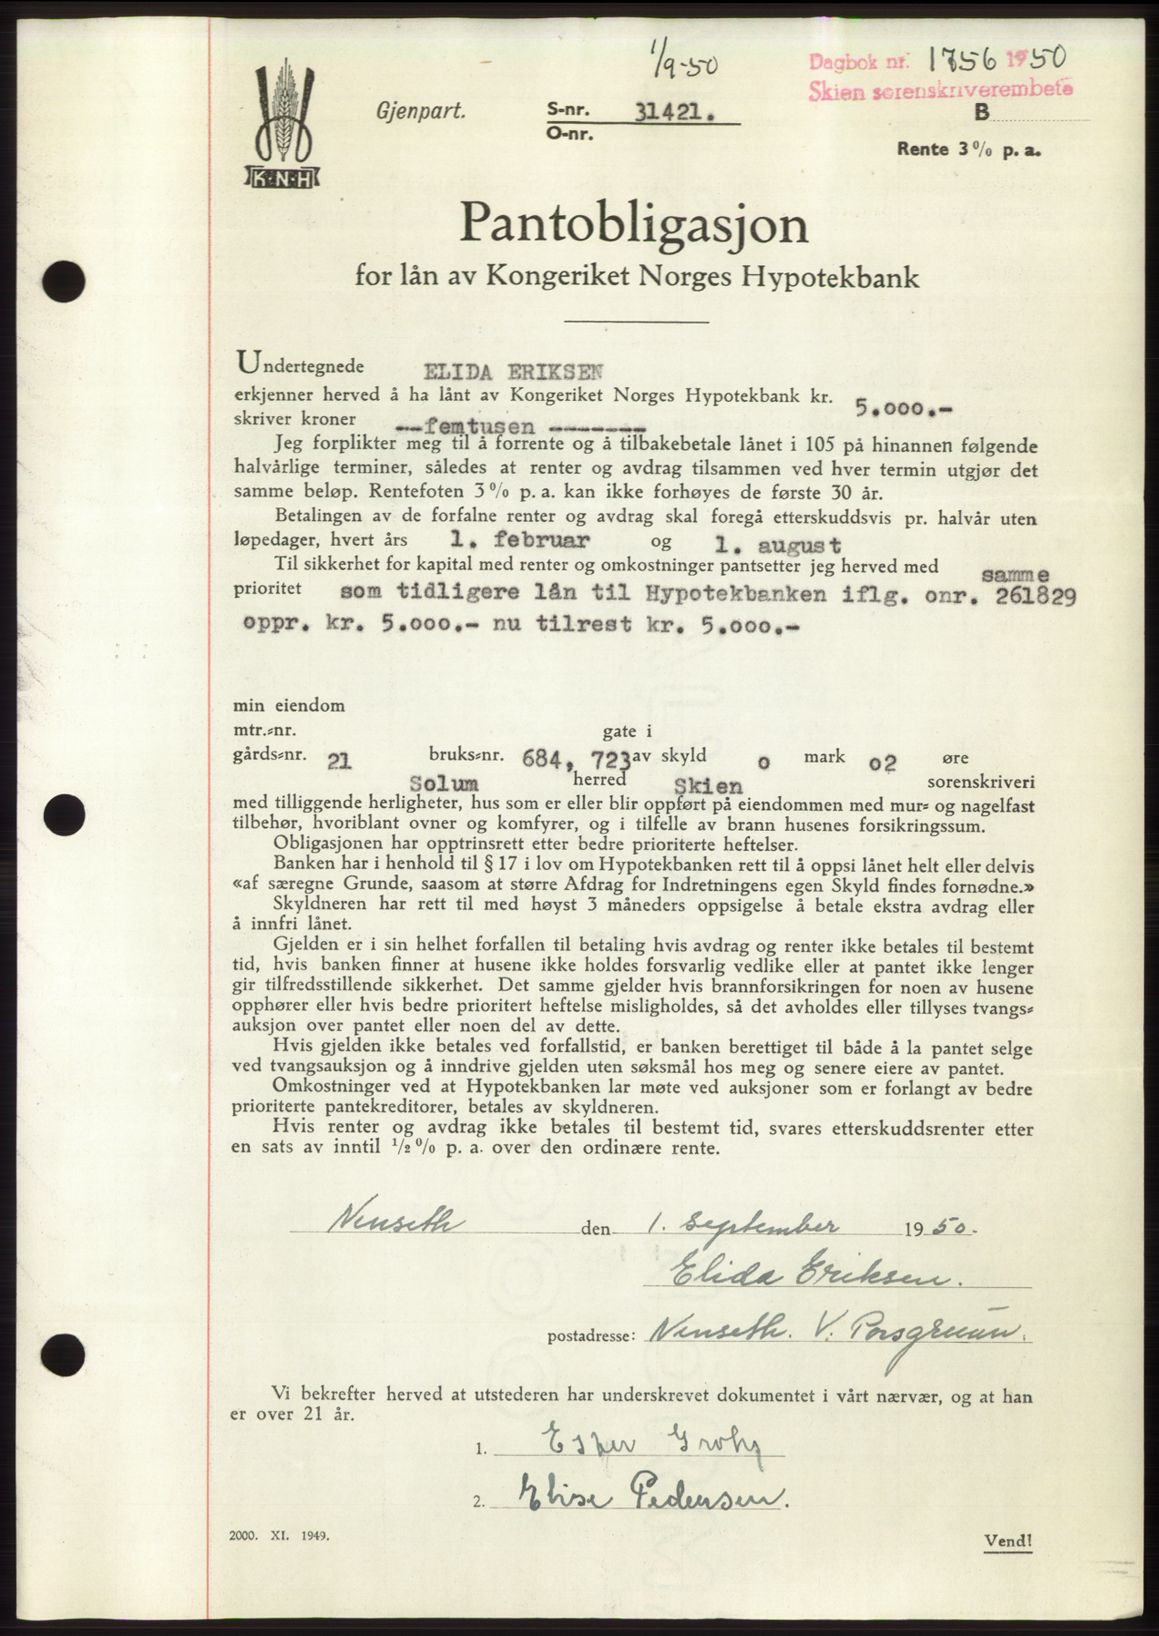 1/9-50
Dagbok nr. 1756 1950
Skien sorenskriverembete
Gjenpart.
S-nr. 31421.
O-nr.
B
Rente 3 % p. a.
K·N·H
Pantobligasjon
for lån av Kongeriket Norges Hypotekbank
Undertegnede ELIDA ERIKSEN
erkjenner herved å ha lånt av Kongeriket Norges Hypotekbank kr. 5.000.-
skriver kroner --femtusen -------
Jeg forplikter meg til å forrente og å tilbakebetale lånet i 105 på hinannen følgende
halvårlige terminer, således at renter og avdrag tilsammen ved hver termin utgjør det
samme beløp. Rentefoten 3 % p. a. kan ikke forhøyes de første 30 år.
Betalingen av de forfalne renter og avdrag skal foregå etterskuddsvis pr. halvår uten
løpedager, hvert års 1. februar og 1. august
Til sikkerhet for kapital med renter og omkostninger pantsetter jeg herved med samme
prioritet som tidligere lån til Hypotekbanken iflg. onr. 261829
oppr. kr. 5.000.- nu tilrest kr. 5.000.-
min eiendom
mtr.-nr. gate i
gårds-nr. 21 bruks-nr. 684, 723 av skyld o mark o2 øre
Solum herred Skien sorenskriveri
med tilliggende herligheter, hus som er eller blir oppført på eiendommen med mur- og nagelfast
tilbehør, hvoriblant ovner og komfyrer, og i tilfelle av brann husenes forsikringssum.
Obligasjonen har opptrinsrett etter bedre prioriterte heftelser.
Banken har i henhold til § 17 i lov om Hypotekbanken rett til å oppsi lånet helt eller delvis
«af særegne Grunde, saasom at større Afdrag for Indretningens egen Skyld findes fornødne.»
Skyldneren har rett til med høyst 3 måneders oppsigelse å betale ekstra avdrag eller
å innfri lånet.
Gjelden er i sin helhet forfallen til betaling hvis avdrag og renter ikke betales til bestemt
tid, hvis banken finner at husene ikke holdes forsvarlig vedlike eller at pantet ikke lenger
gir tilfredsstillende sikkerhet. Det samme gjelder hvis brannforsikringen for noen av husene
opphører eller hvis bedre prioritert heftelse misligholdes, så det avholdes eller tillyses tvangs-
auksjon over pantet eller noen del av dette.
Hvis gjelden ikke betales ved forfallstid, er banken berettiget til både å la pantet selge
ved tvangsauksjon og å inndrive gjelden uten søksmål hos meg og senere eiere av pantet.
Omkostninger ved at Hypotekbanken lar møte ved auksjoner som er forlangt av bedre
prioriterte pantekreditorer, betales av skyldneren.
Hvis renter og avdrag ikke betales til bestemt tid, svares etterskuddsrenter etter
en sats av inntil 1/2 % p. a. over den ordinære rente.
Nenseth den 1. september 1950.
Elida Eriksen.
postadresse: Nenseth. V. Porsgrunn.
Vi bekrefter herved at utstederen har underskrevet dokumentet i vårt nærvær, og at han
er over 21 år.
1. Esper
2. Elise Pedersen.
2000. XI. 1949.
Vend!